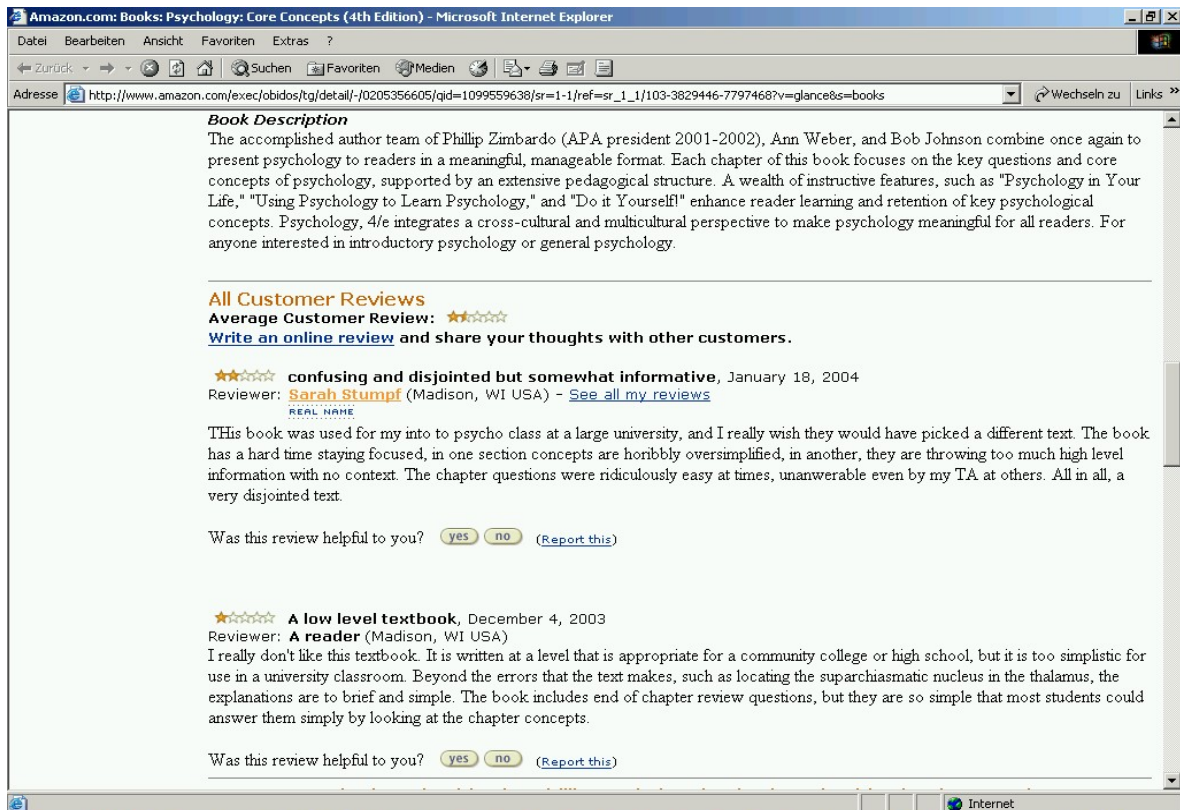 Amazon.com: Books: Psychology: Core Concepts (4th Edition) - Microsoft Internet Explorer
Datei Bearbeiten Ansicht Favoriten Extras ?
Zurück Suchen Favoriten Medien
Adresse http://www.amazon.com/exec/obidos/tg/detail/-/0205356605/qid=1099559638/sr=1-1/ref=sr_1_1/103-3829446-7797468?v=glance&s=books Wechseln zu Links »
Book Description
The accomplished author team of Phillip Zimbardo (APA president 2001-2002), Ann Weber, and Bob Johnson combine once again to
present psychology to readers in a meaningful, manageable format. Each chapter of this book focuses on the key questions and core
concepts of psychology, supported by an extensive pedagogical structure. A wealth of instructive features, such as "Psychology in Your
Life," "Using Psychology to Learn Psychology," and "Do it Yourself!" enhance reader learning and retention of key psychological
concepts. Psychology, 4/e integrates a cross-cultural and multicultural perspective to make psychology meaningful for all readers. For
anyone interested in introductory psychology or general psychology.
All Customer Reviews
Average Customer Review:
Write an online review and share your thoughts with other customers.
confusing and disjointed but somewhat informative, January 18, 2004
Reviewer: Sarah Stumpf (Madison, WI USA) - See all my reviews
REAL NAME
THis book was used for my into to psycho class at a large university, and I really wish they would have picked a different text. The book
has a hard time staying focused, in one section concepts are horibbly oversimplified, in another, they are throwing too much high level
information with no context. The chapter questions were ridiculously easy at times, unanwerable even by my TA at others. All in all, a
very disjointed text.
Was this review helpful to you? yes no (Report this)
A low level textbook, December 4, 2003
Reviewer: A reader (Madison, WI USA)
I really don't like this textbook. It is written at a level that is appropriate for a community college or high school, but it is too simplistic for
use in a university classroom. Beyond the errors that the text makes, such as locating the suparchiasmatic nucleus in the thalamus, the
explanations are to brief and simple. The book includes end of chapter review questions, but they are so simple that most students could
answer them simply by looking at the chapter concepts.
Was this review helpful to you? yes no (Report this)
Internet